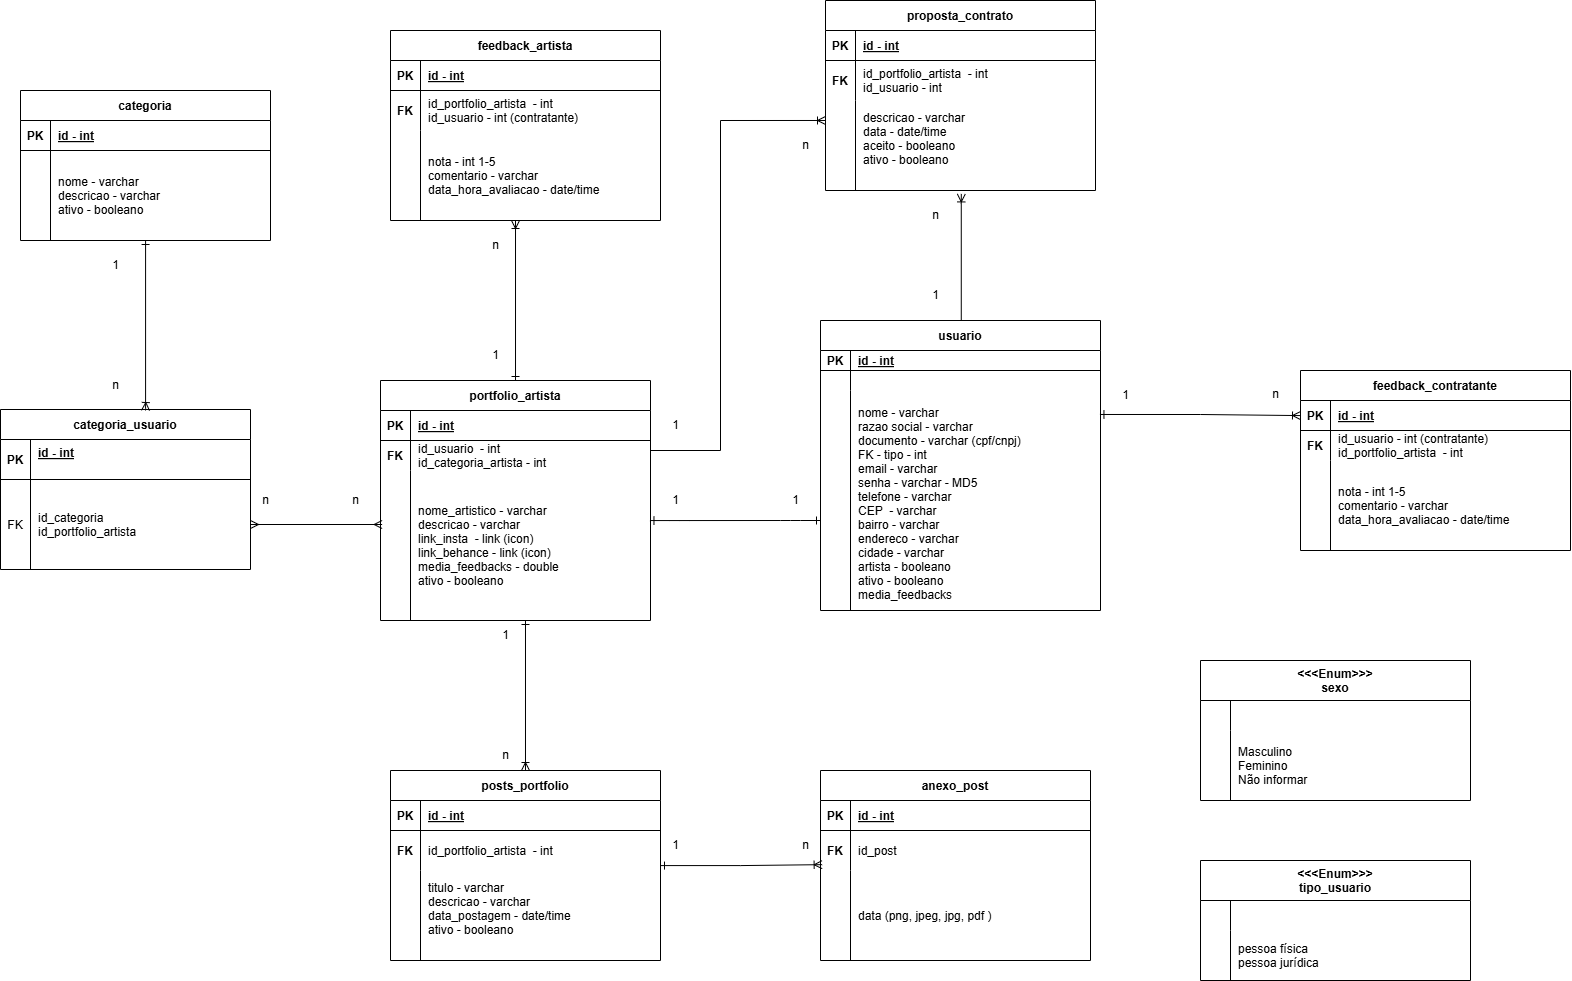 proposta_contrato
PK
id - int
FK
id_portfolio_artista  - int
id_usuario - int
descricao - varchar
data - date/time
aceito - booleano
ativo - booleano
feedback_artista
PK
id - int
FK
id_portfolio_artista  - int
id_usuario - int (contratante)
nota - int 1-5
comentario - varchar
data_hora_avaliacao - date/time
categoria
PK
id - int
nome - varchar
descricao - varchar
ativo - booleano
n
n
n
1
1
1
n
usuario
PK
id - int
nome - varchar
razao social - varchar
documento - varchar (cpf/cnpj)
FK - tipo - int
email - varchar
senha - varchar - MD5
telefone - varchar
CEP  - varchar
bairro - varchar
endereco - varchar
cidade - varchar
artista - booleano
ativo - booleano
media_feedbacks
1
n
feedback_contratante
PK
id - int
FK
id_usuario - int (contratante)
id_portfolio_artista  - int
nota - int 1-5
comentario - varchar
data_hora_avaliacao - date/time
categoria_usuario
PK
id - int
FK
id_categoria
id_portfolio_artista
n
n
portfolio_artista
PK
id - int
FK
id_usuario  - int
id_categoria_artista - int
nome_artistico - varchar
descricao - varchar
link_insta  - link (icon)
link_behance - link (icon)
media_feedbacks - double
ativo - booleano
1
1
1
1
n
posts_portfolio
PK
id - int
FK
id_portfolio_artista  - int
titulo - varchar
descricao - varchar
data_postagem - date/time
ativo - booleano
1
n
anexo_post
PK
id - int
FK
id_post
data (png, jpeg, jpg, pdf )
<<<Enum>>>
sexo
Masculino
Feminino
Não informar
<<<Enum>>>
tipo_usuario
pessoa física
pessoa jurídica